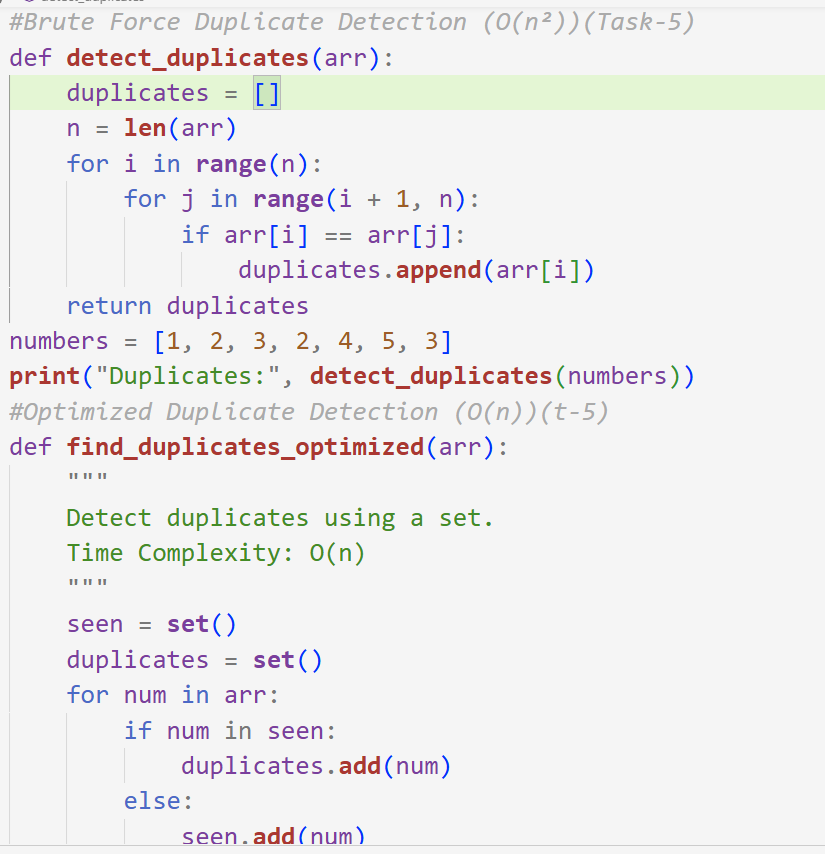 #Brute Force Duplicate Detection (O(n²))(Task-5)
def detect_duplicates(arr):
    duplicates = []
    n = len(arr)
    for i in range(n):
        for j in range(i + 1, n):
            if arr[i] == arr[j]:
                duplicates.append(arr[i])
    return duplicates
numbers = [1, 2, 3, 2, 4, 5, 3]
print("Duplicates:", detect_duplicates(numbers))
#Optimized Duplicate Detection (O(n))(t-5)
def find_duplicates_optimized(arr):
    """
    Detect duplicates using a set.
    Time Complexity: O(n)
    """
    seen = set()
    duplicates = set()
    for num in arr:
        if num in seen:
            duplicates.add(num)
        else:
            seen.add(num)